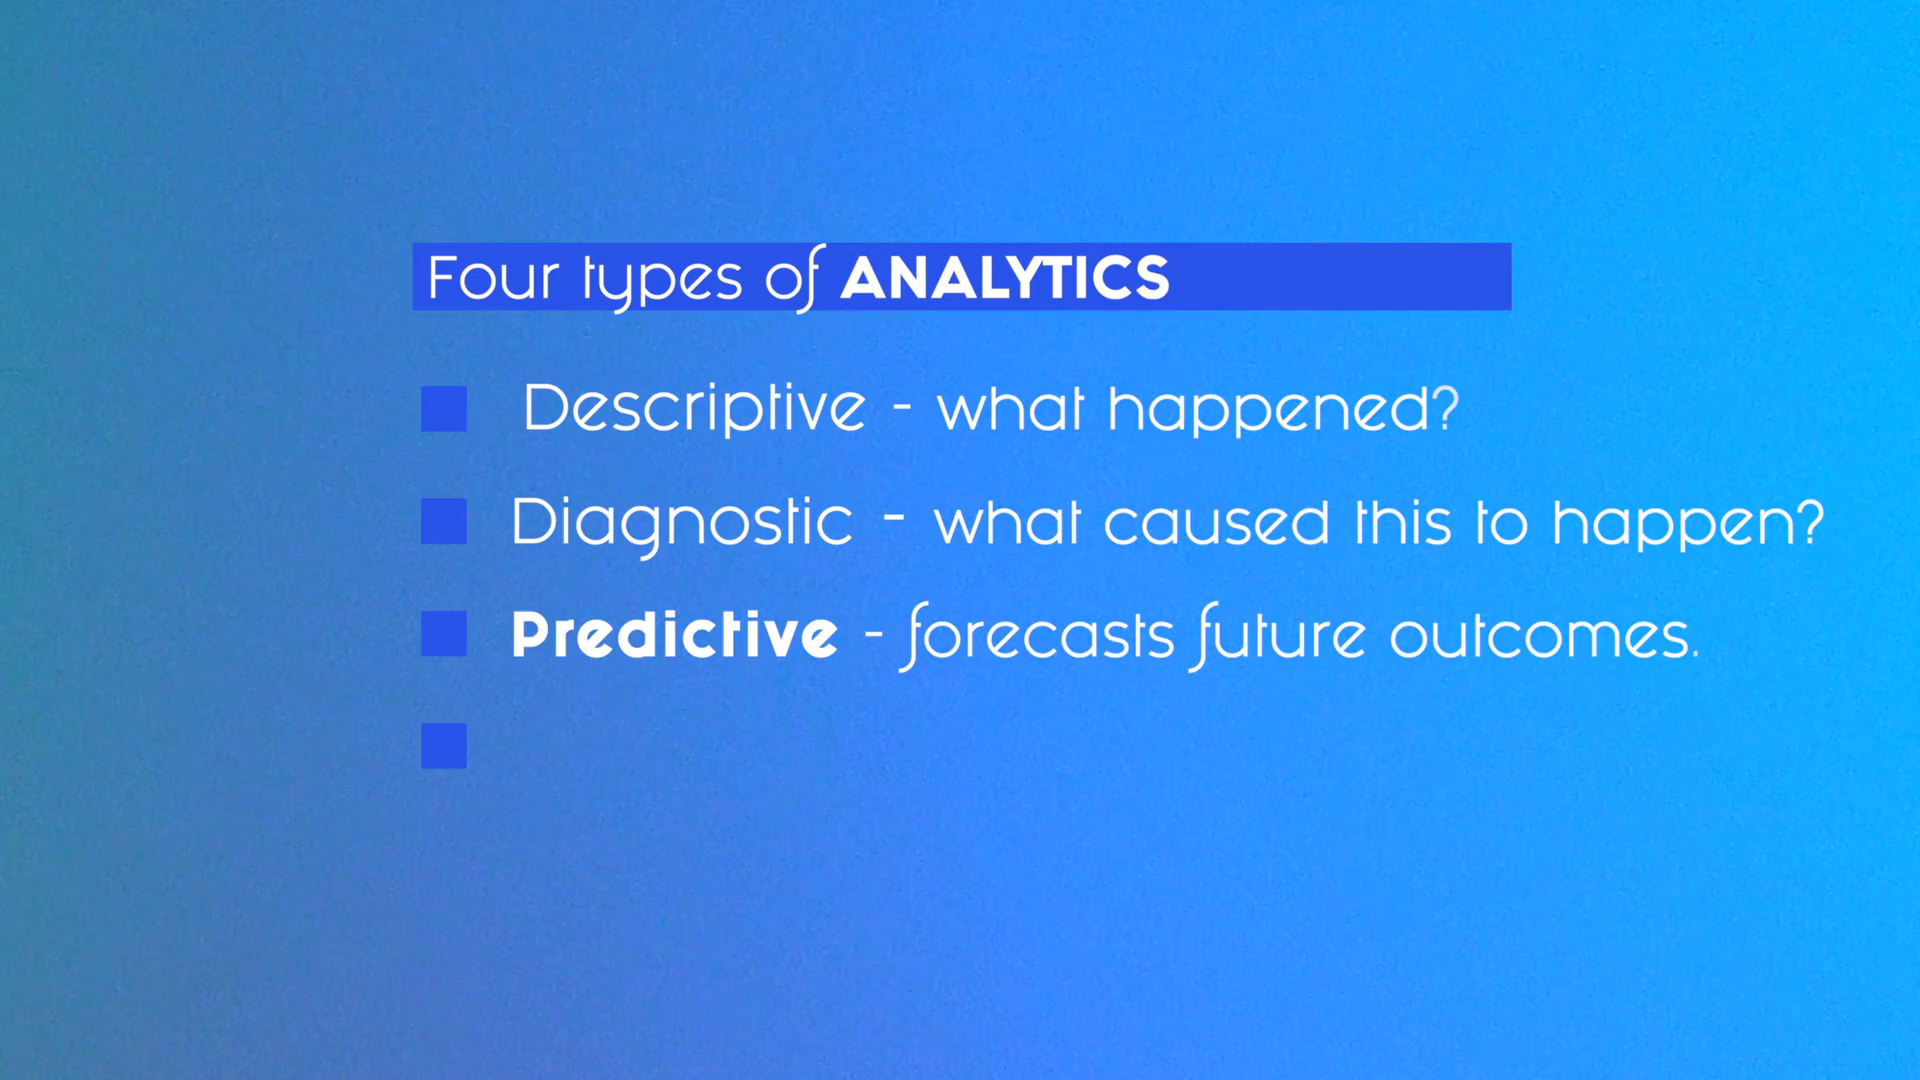 Four types of ANALYTICS
Descriptive - what happened?
Diagnostic - what caused this to happen?
Predictive - forecasts future outcomes.